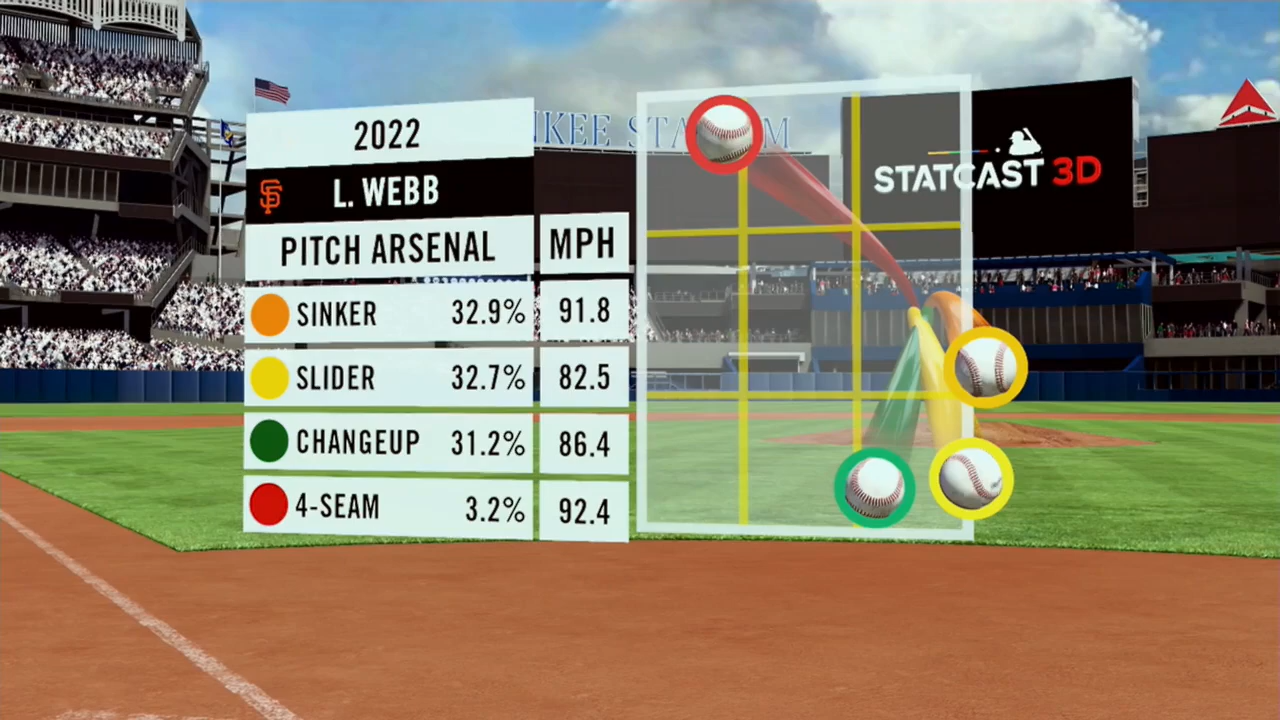 2022
SF
L. WEBB
PITCH ARSENAL MPH
SINKER 32.9% 91.8
SLIDER 32.7% 82.5
CHANGEUP 31.2% 86.4
4-SEAM 3.2% 92.4
STATCAST 3D